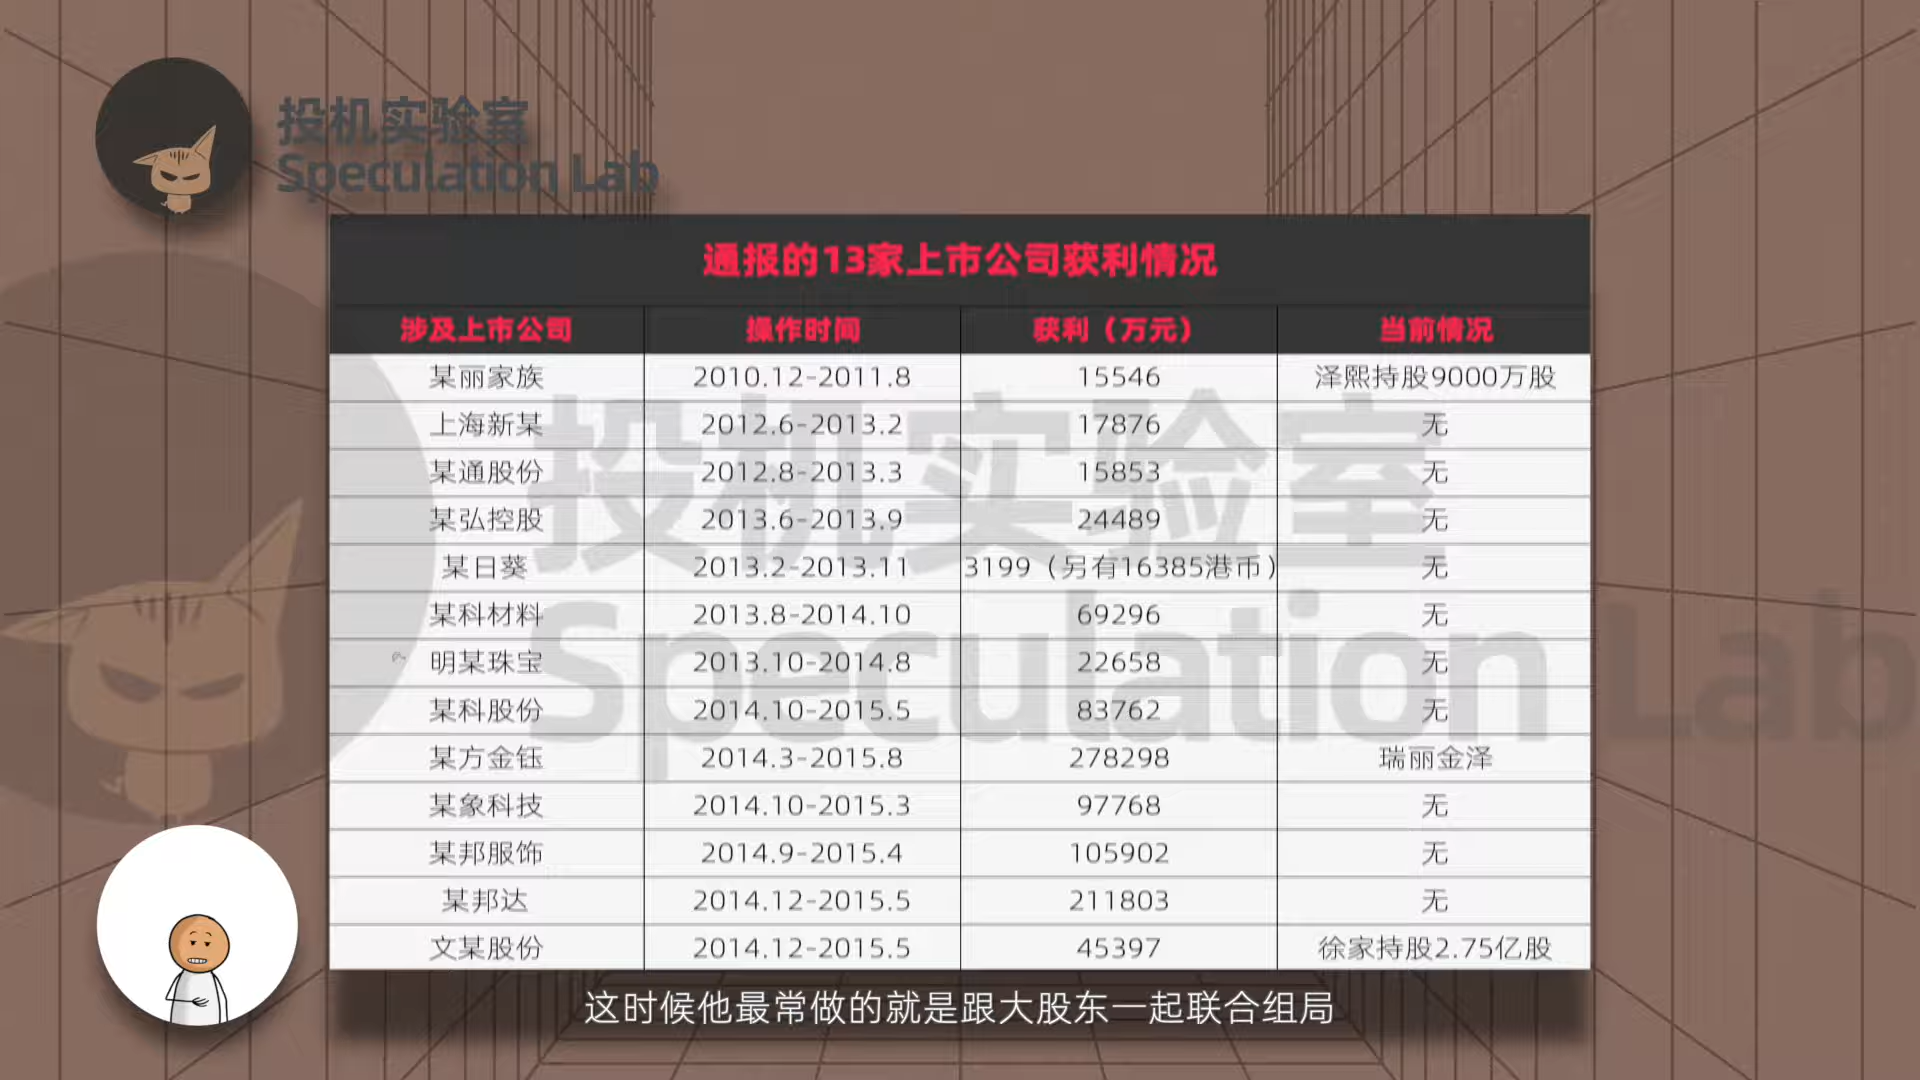 投机实验室
Speculation Lab
通报的13家上市公司获利情况
涉及上市公司 操作时间 获利（万元） 当前情况
某丽家族 2010.12-2011.8 15546 泽熙持股9000万股
上海新某 2012.6-2013.2 17876 无
某通股份 2012.8-2013.3 15853 无
某弘控股 2013.6-2013.9 24489 无
某日葵 2013.2-2013.11 3199（另有16385港币） 无
某科材料 2013.8-2014.10 69296 无
明某珠宝 2013.10-2014.8 22658 无
某科股份 2014.10-2015.5 83762 无
某方金钰 2014.3-2015.8 278298 瑞丽金泽
某象科技 2014.10-2015.3 97768 无
某邦服饰 2014.9-2015.4 105902 无
某邦达 2014.12-2015.5 211803 无
文某股份 2014.12-2015.5 45397 徐家持股2.75亿股
投机实验室
Speculation Lab
这时候他最常做的就是跟大股东一起联合组局